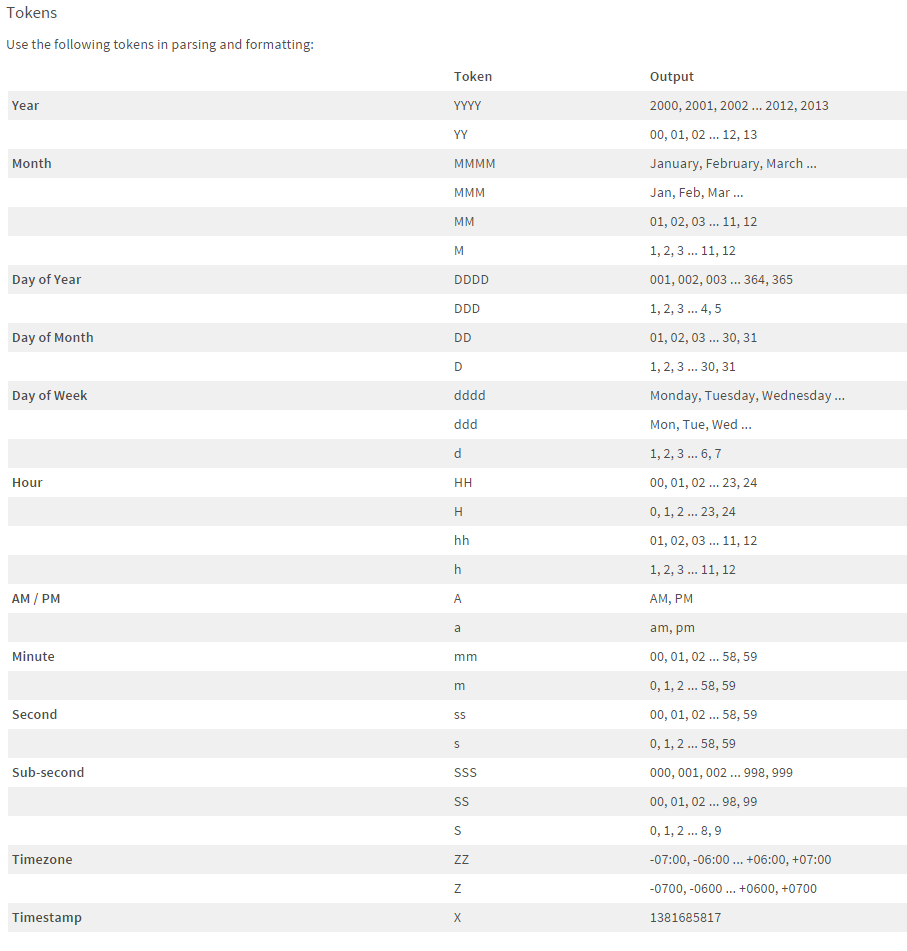 Tokens
Use the following tokens in parsing and formatting:
Token Output
Year YYYY 2000, 2001, 2002 ... 2012, 2013
YY 00, 01, 02 ... 12, 13
Month MMMM January, February, March ...
MMM Jan, Feb, Mar ...
MM 01, 02, 03 ... 11, 12
M 1, 2, 3 ... 11, 12
Day of Year DDDD 001, 002, 003 ... 364, 365
DDD 1, 2, 3 ... 4, 5
Day of Month DD 01, 02, 03 ... 30, 31
D 1, 2, 3 ... 30, 31
Day of Week dddd Monday, Tuesday, Wednesday ...
ddd Mon, Tue, Wed ...
d 1, 2, 3 ... 6, 7
Hour HH 00, 01, 02 ... 23, 24
H 0, 1, 2 ... 23, 24
hh 01, 02, 03 ... 11, 12
h 1, 2, 3 ... 11, 12
AM / PM A AM, PM
a am, pm
Minute mm 00, 01, 02 ... 58, 59
m 0, 1, 2 ... 58, 59
Second ss 00, 01, 02 ... 58, 59
s 0, 1, 2 ... 58, 59
Sub-second SSS 000, 001, 002 ... 998, 999
SS 00, 01, 02 ... 98, 99
S 0, 1, 2 ... 8, 9
Timezone ZZ -07:00, -06:00 ... +06:00, +07:00
Z -0700, -0600 ... +0600, +0700
Timestamp X 1381685817